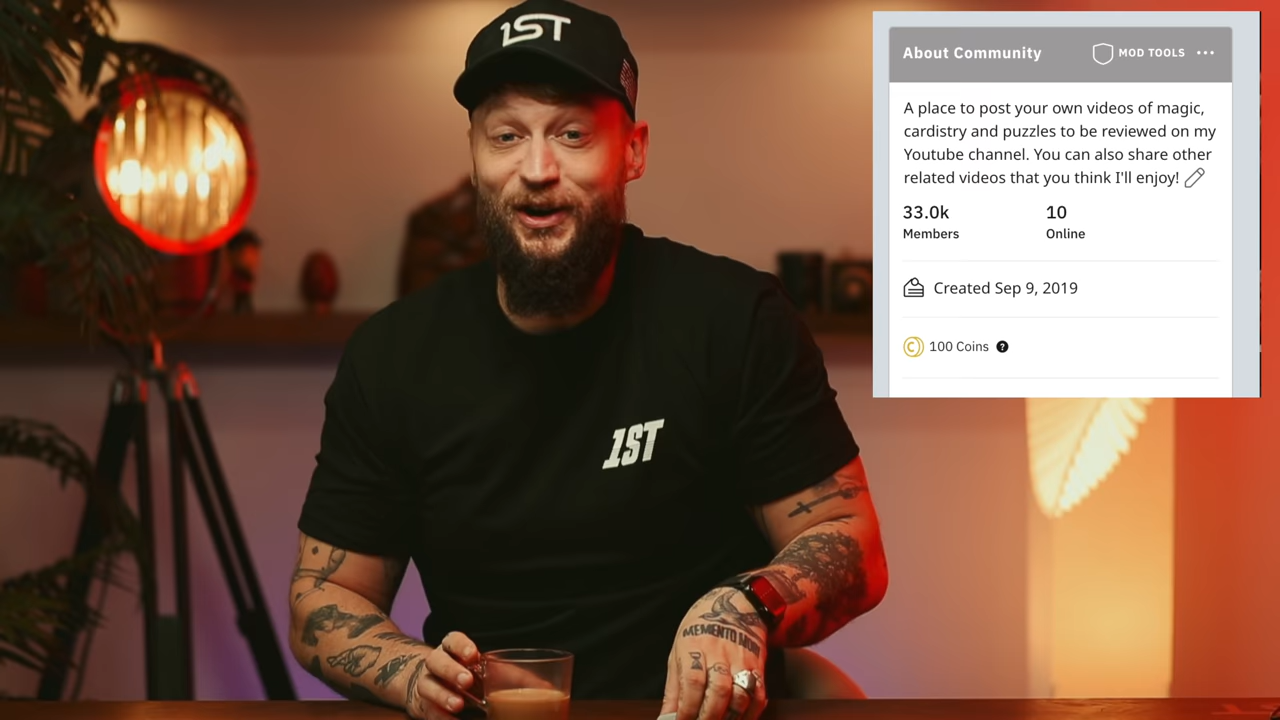 1ST
1ST
MEMENTO MORI
About Community
MOD TOOLS
A place to post your own videos of magic,
cardistry and puzzles to be reviewed on my
Youtube channel. You can also share other
related videos that you think I'll enjoy!
33.0k
10
Members
Online
Created Sep 9, 2019
100 Coins